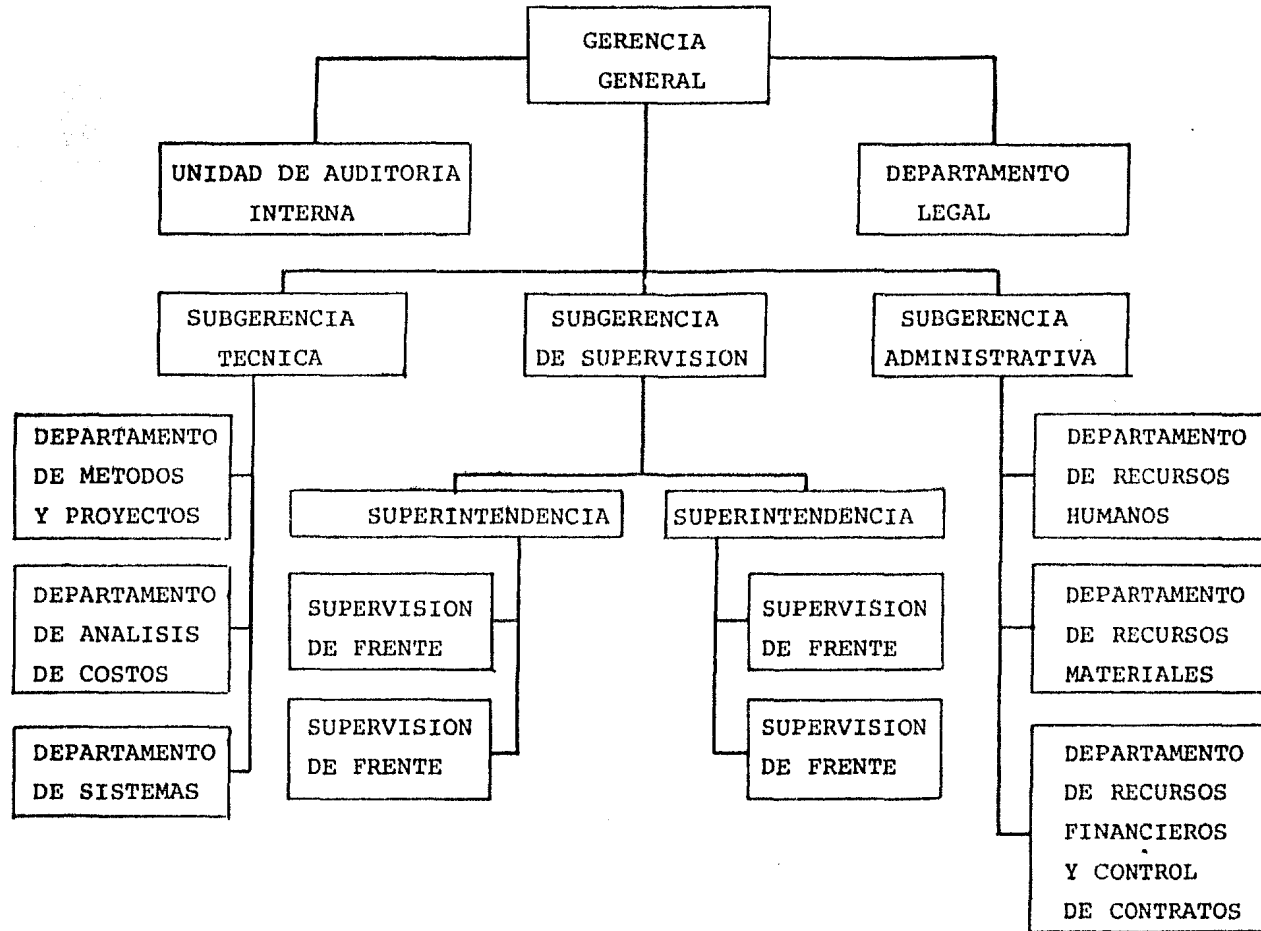 GERENCIA
GENERAL
UNIDAD DE AUDITORIA
INTERNA
DEPARTAMENTO
LEGAL
SUBGERENCIA
TECNICA
SUBGERENCIA
DE SUPERVISION
SUBGERENCIA
ADMINISTRATIVA
DEPARTAMENTO
DE METODOS
Y PROYECTOS
DEPARTAMENTO
DE ANALISIS
DE COSTOS
DEPARTAMENTO
DE SISTEMAS
SUPERINTENDENCIA
SUPERVISION
DE FRENTE
SUPERVISION
DE FRENTE
SUPERINTENDENCIA
SUPERVISION
DE FRENTE
SUPERVISION
DE FRENTE
DEPARTAMENTO
DE RECURSOS
HUMANOS
DEPARTAMENTO
DE RECURSOS
MATERIALES
DEPARTAMENTO
DE RECURSOS
FINANCIEROS
Y CONTROL
DE CONTRATOS